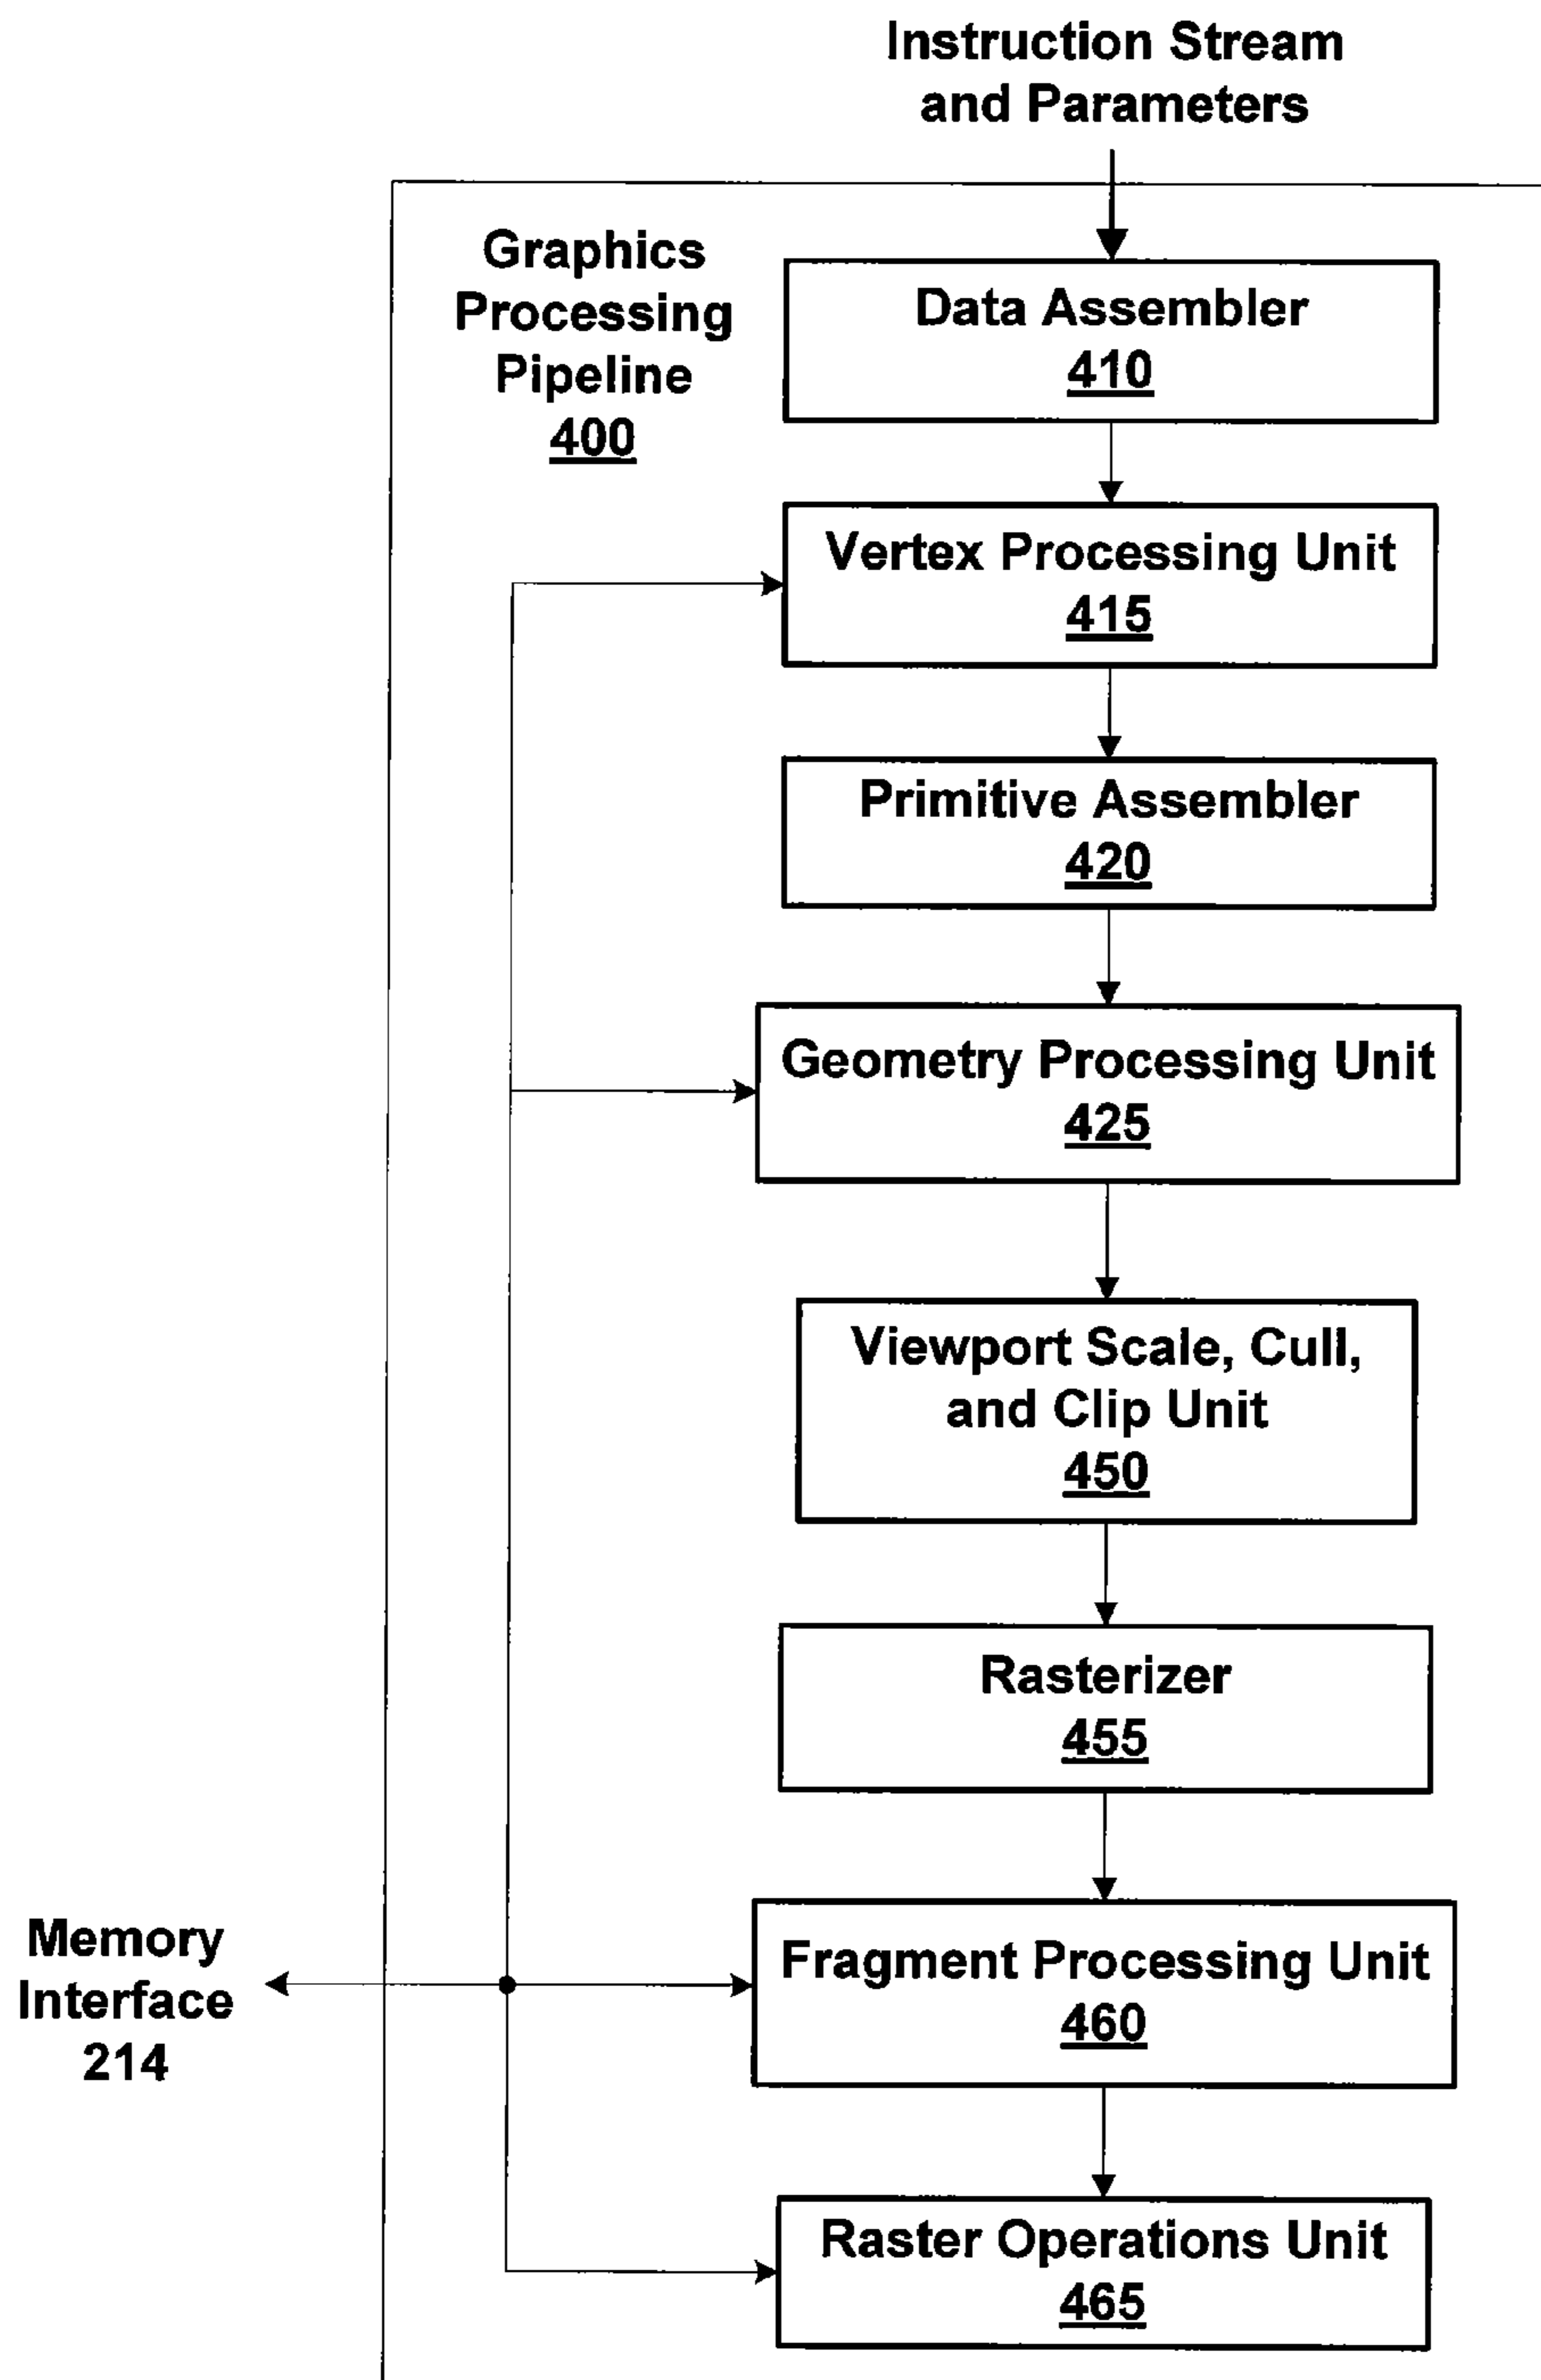 Instruction Stream
and Parameters
Graphics
Processing
Pipeline
400
Data Assembler
410
Vertex Processing Unit
415
Primitive Assembler
420
Geometry Processing Unit
425
Viewport Scale, Cull,
and Clip Unit
450
Rasterizer
455
Memory
Interface
214
Fragment Processing Unit
460
Raster Operations Unit
465